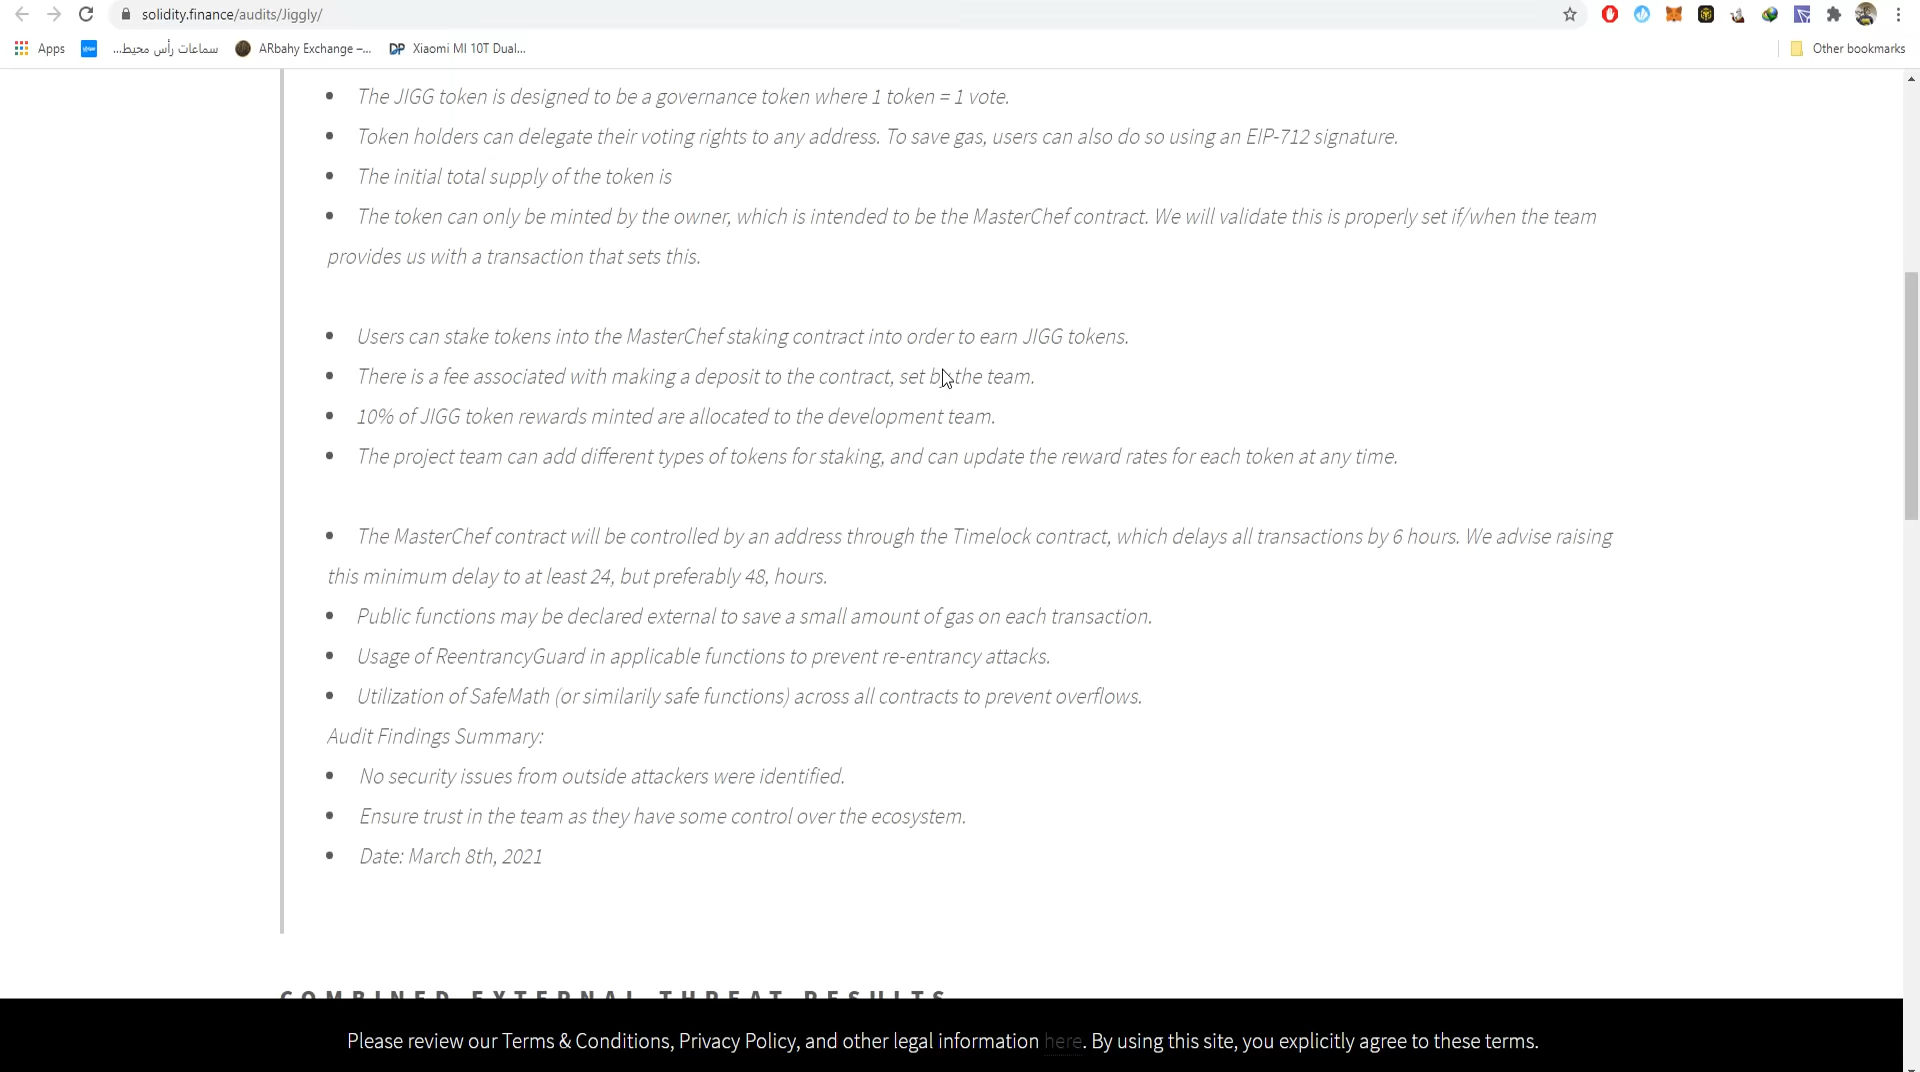 solidity.finance/audits/Jiggly/
Apps
سماعات رأس محيط...
ARbahy Exchange –...
DP
Xiaomi MI 10T Dual...
Other bookmarks
The JIGG token is designed to be a governance token where 1 token = 1 vote.
Token holders can delegate their voting rights to any address. To save gas, users can also do so using an EIP-712 signature.
The initial total supply of the token is
The token can only be minted by the owner, which is intended to be the MasterChef contract. We will validate this is properly set if/when the team
provides us with a transaction that sets this.
Users can stake tokens into the MasterChef staking contract into order to earn JIGG tokens.
There is a fee associated with making a deposit to the contract, set by the team.
10% of JIGG token rewards minted are allocated to the development team.
The project team can add different types of tokens for staking, and can update the reward rates for each token at any time.
The MasterChef contract will be controlled by an address through the Timelock contract, which delays all transactions by 6 hours. We advise raising
this minimum delay to at least 24, but preferably 48, hours.
Public functions may be declared external to save a small amount of gas on each transaction.
Usage of ReentrancyGuard in applicable functions to prevent re-entrancy attacks.
Utilization of SafeMath (or similarily safe functions) across all contracts to prevent overflows.
Audit Findings Summary:
No security issues from outside attackers were identified.
Ensure trust in the team as they have some control over the ecosystem.
Date: March 8th, 2021
COMBINED EXTERNAL THREAT RESULTS
Please review our Terms & Conditions, Privacy Policy, and other legal information here. By using this site, you explicitly agree to these terms.